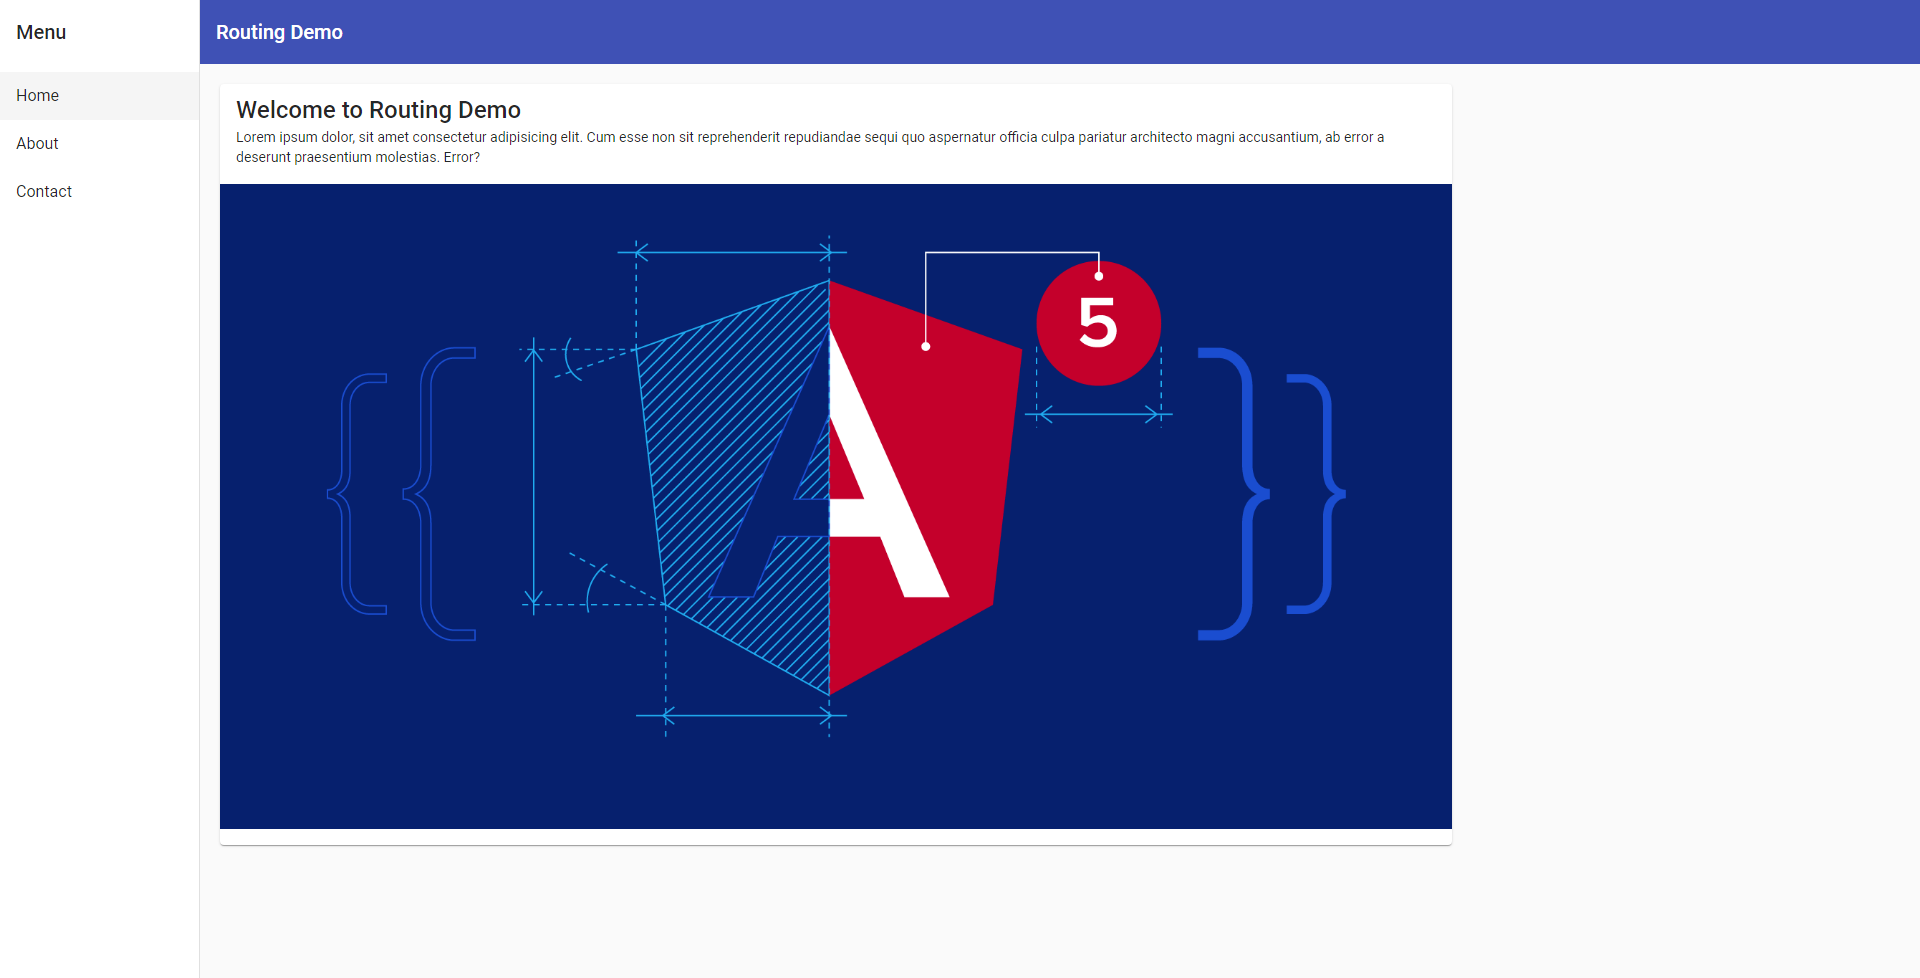 Menu
Routing Demo
Home
About
Contact
Welcome to Routing Demo
Lorem ipsum dolor, sit amet consectetur adipisicing elit. Cum esse non sit reprehenderit repudiandae sequi quo aspernatur officia culpa pariatur architecto magni accusantium, ab error a
deserunt praesentium molestias. Error?
{ { A 5 } }